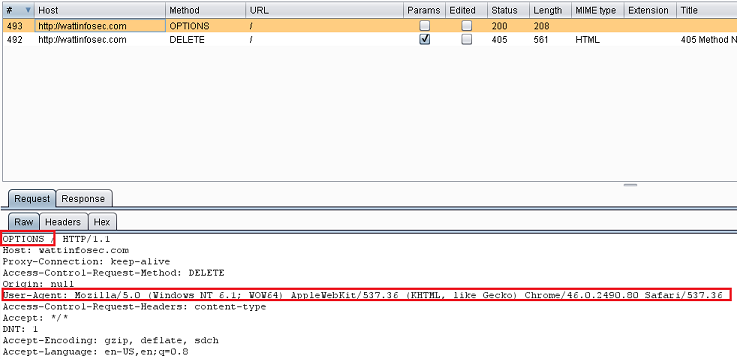 # Host Method URL Params Edited Status Length MIME type Extension Title
493 http://wattinfosec.com OPTIONS / 200 208
492 http://wattinfosec.com DELETE / 405 561 HTML 405 Method N
Request Response
Raw Headers Hex
OPTIONS / HTTP/1.1
Host: wattinfosec.com
Proxy-Connection: keep-alive
Access-Control-Request-Method: DELETE
Origin: null
User-Agent: Mozilla/5.0 (Windows NT 6.1; WOW64) AppleWebKit/537.36 (KHTML, like Gecko) Chrome/46.0.2490.80 Safari/537.36
Access-Control-Request-Headers: content-type
Accept: */*
DNT: 1
Accept-Encoding: gzip, deflate, sdch
Accept-Language: en-US,en;q=0.8